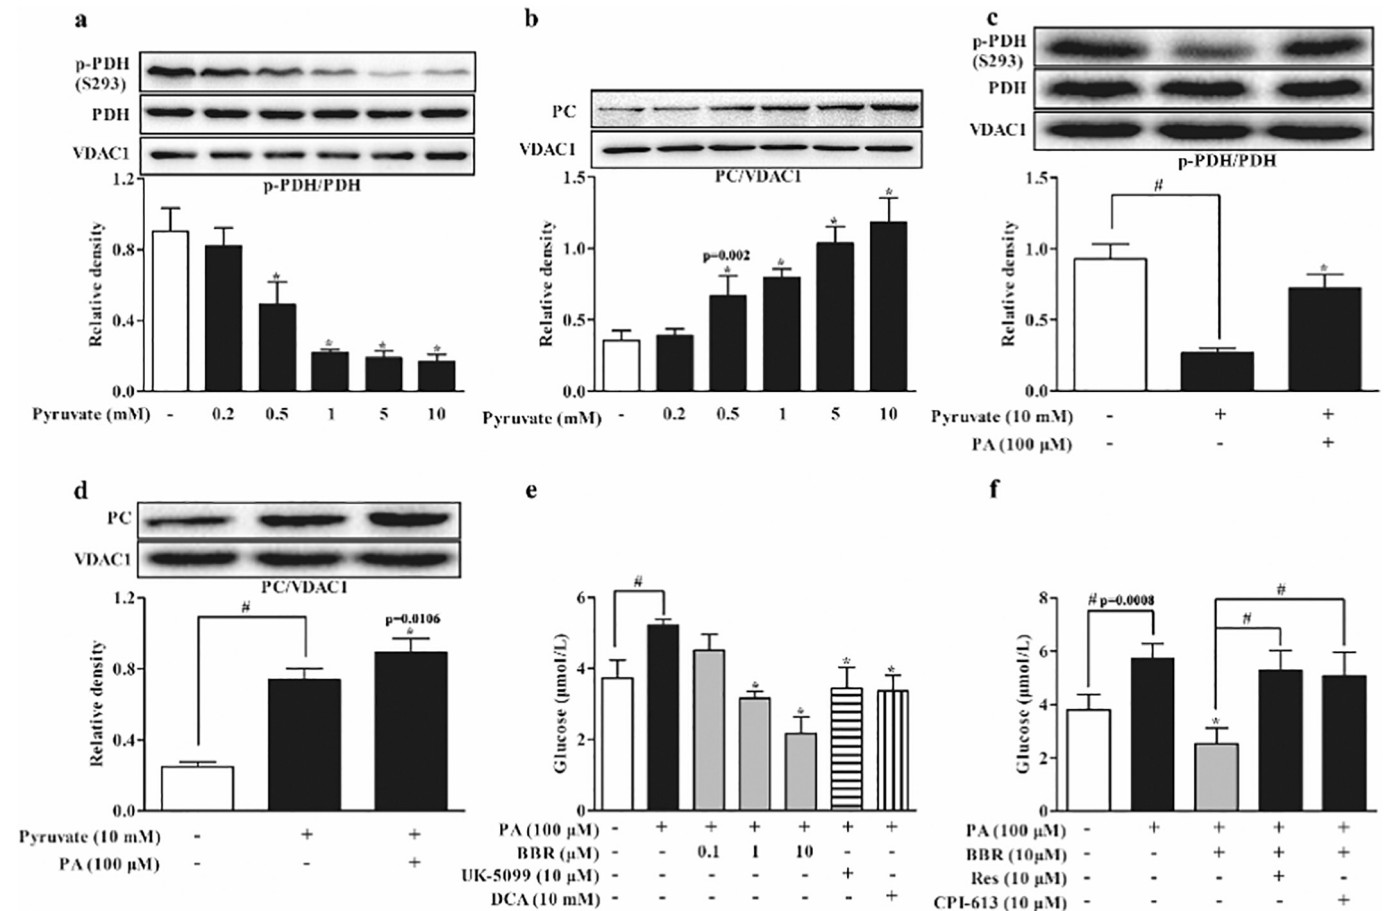 a
p-PDH
(S293)
PDH
VDAC1
p-PDH/PDH
Relative density
1.2
0.8
0.4
0.0
*
*
*
*
Pyruvate (mM) - 0.2 0.5 1 5 10
b
PC
VDAC1
PC/VDAC1
Relative density
1.5
1.0
0.5
0.0
p=0.002
*
*
*
*
Pyruvate (mM) - 0.2 0.5 1 5 10
c
p-PDH
(S293)
PDH
VDAC1
p-PDH/PDH
Relative density
1.5
1.0
0.5
0.0
#
*
Pyruvate (10 mM) - + +
PA (100 μM) - - +
d
PC
VDAC1
PC/VDAC1
Relative density
1.2
0.8
0.4
0.0
#
p=0.0106
*
Pyruvate (10 mM) - + +
PA (100 μM) - - +
e
Glucose (μmol/L)
6
4
2
0
#
*
*
*
*
PA (100 μM) - + + + + + +
BBR (μM) - - 0.1 1 10 - -
UK-5099 (10 μM) - - - - - + -
DCA (10 mM) - - - - - - +
f
Glucose (μmol/L)
8
6
4
2
0
# p=0.0008
#
#
*
PA (100 μM) - + + + +
BBR (10μM) - - + + +
Res (10 μM) - - - + -
CPI-613 (10 μM) - - - - +